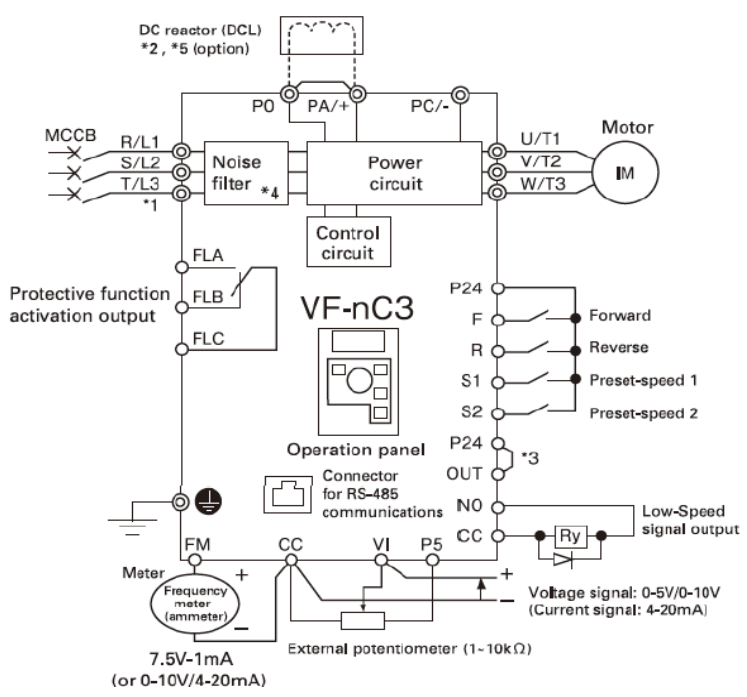 DC reactor (DCL)
*2 , *5 (option)
P0
PA/+
PC/-
MCCB
R/L1
S/L2
T/L3
*1
Noise
filter
*4
Power
circuit
U/T1
V/T2
W/T3
Motor
IM
Control
circuit
FLA
FLB
FLC
Protective function
activation output
VF-nC3
Operation panel
Connector
for RS-485
communications
P24
F
R
S1
S2
P24
OUT
NO
CC
Forward
Reverse
Preset-speed 1
Preset-speed 2
*3
Low-Speed
signal output
Ry
FM
CC
VI
P5
Meter
+
Frequency
meter
(ammeter)
−
7.5V-1mA
(or 0-10V/4-20mA)
+
−
Voltage signal: 0-5V/0-10V
(Current signal: 4-20mA)
External potentiometer (1~10kΩ)